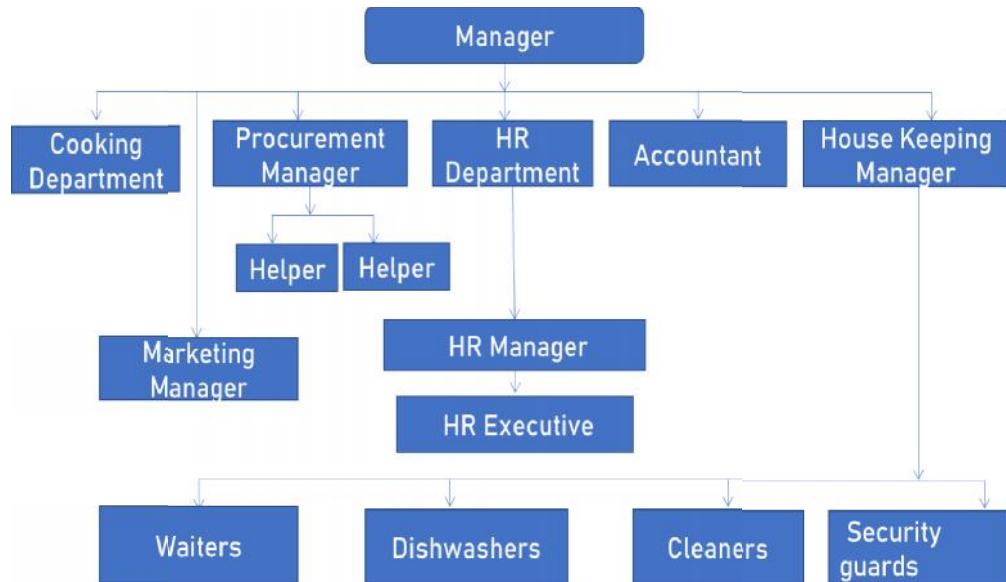 Manager
Cooking
Department
Procurement
Manager
HR
Department
Accountant
House Keeping
Manager
Helper
Helper
Marketing
Manager
HR Manager
HR Executive
Waiters
Dishwashers
Cleaners
Security
guards